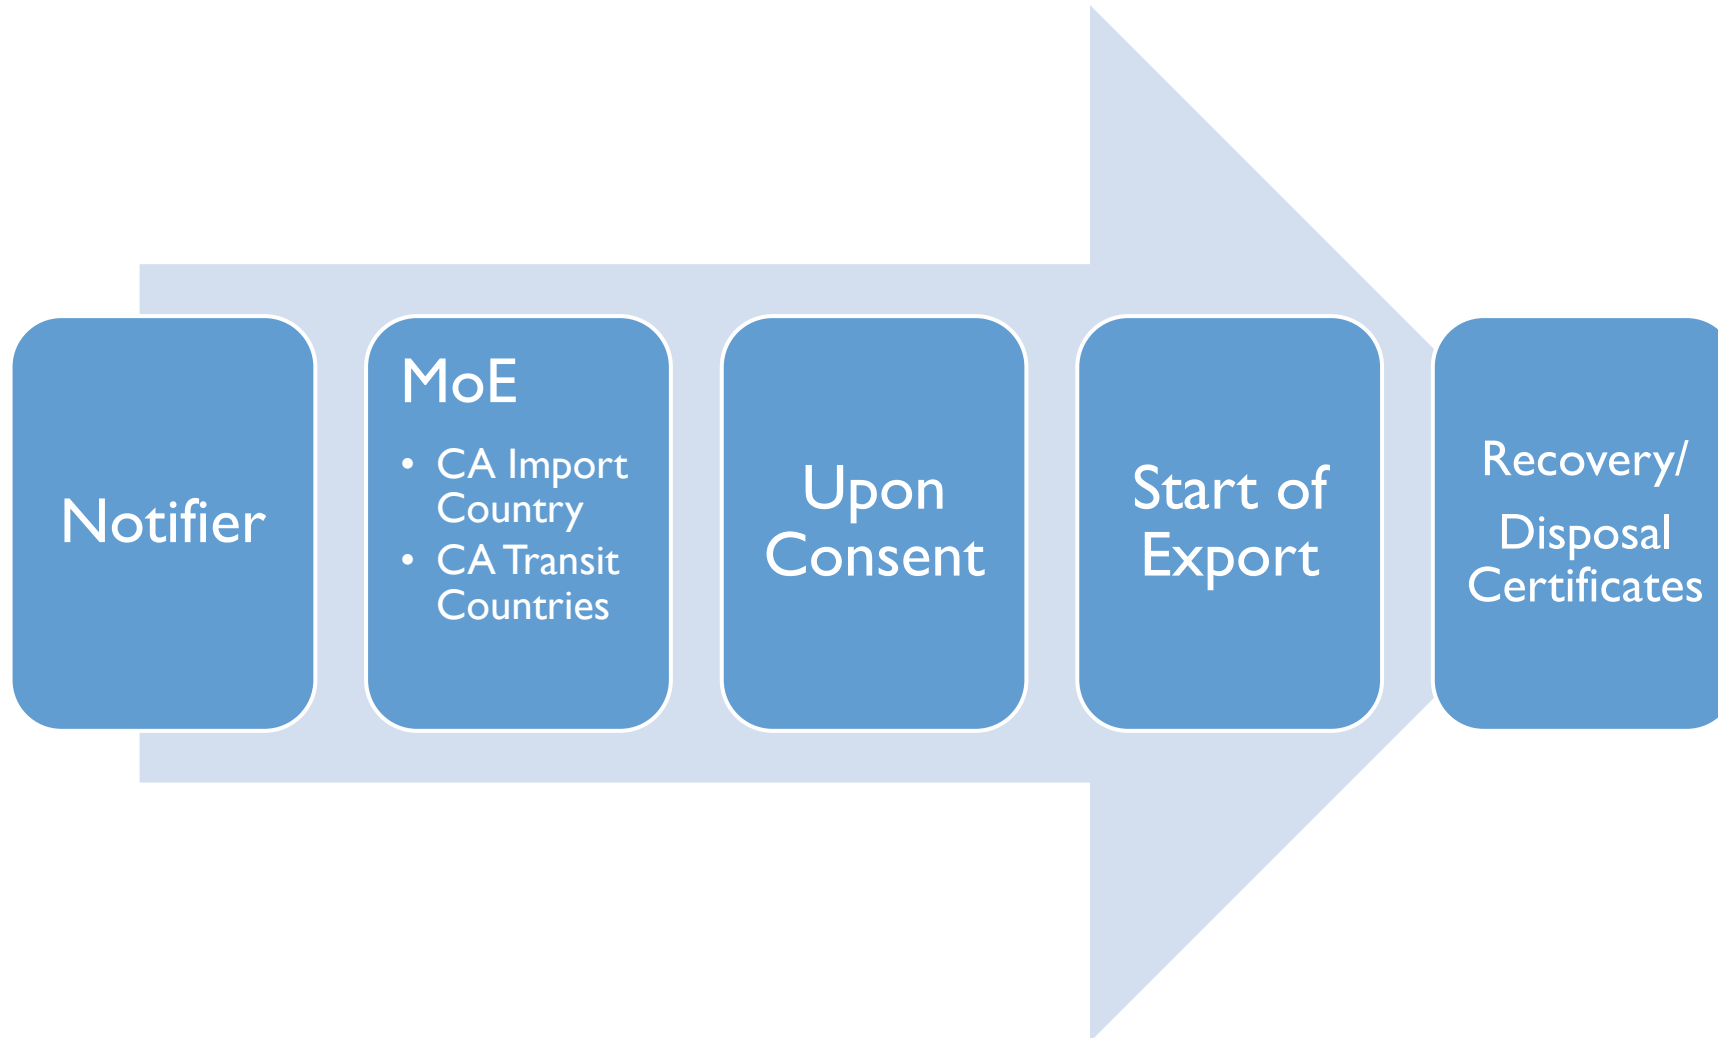 Notifier
MoE
• CA Import
Country
• CA Transit
Countries
Upon
Consent
Start of
Export
Recovery/
Disposal
Certificates